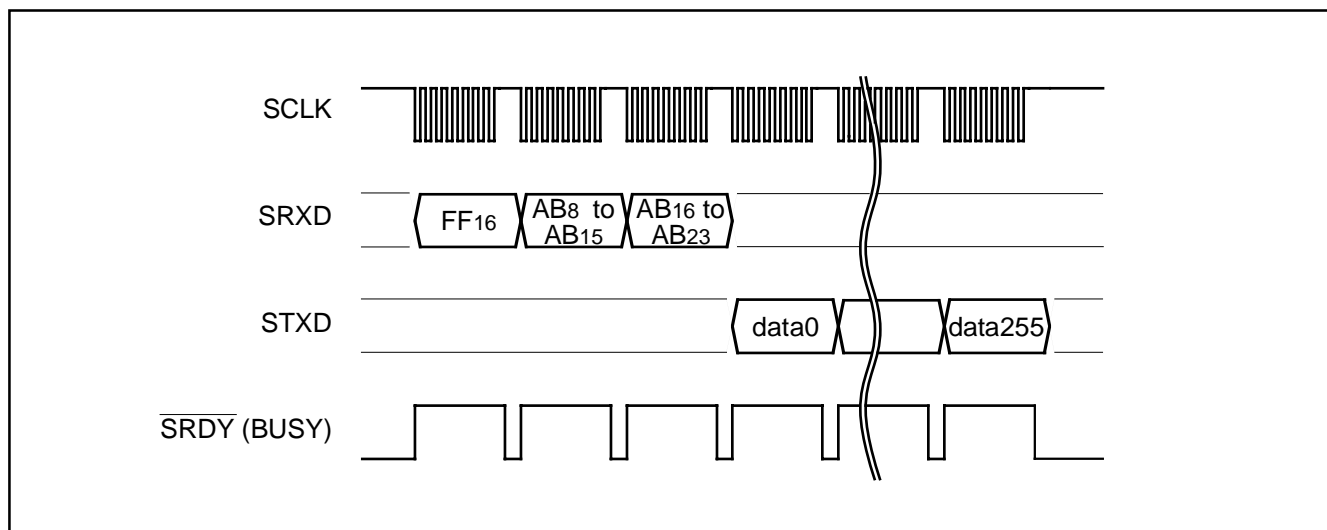 SCLK
SRXD
FF16
AB8 to
AB15
AB16 to
AB23
STXD
data0
data255
SRDY (BUSY)